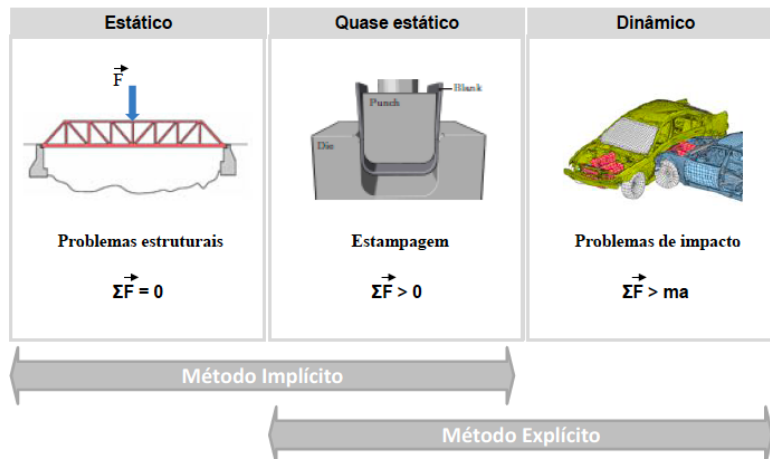 Estático
Quase estático
Dinâmico
F
Punch
Blank
Die
Problemas estruturais
Estampagem
Problemas de impacto
ΣF = 0
ΣF > 0
ΣF > ma
Método Implícito
Método Explícito